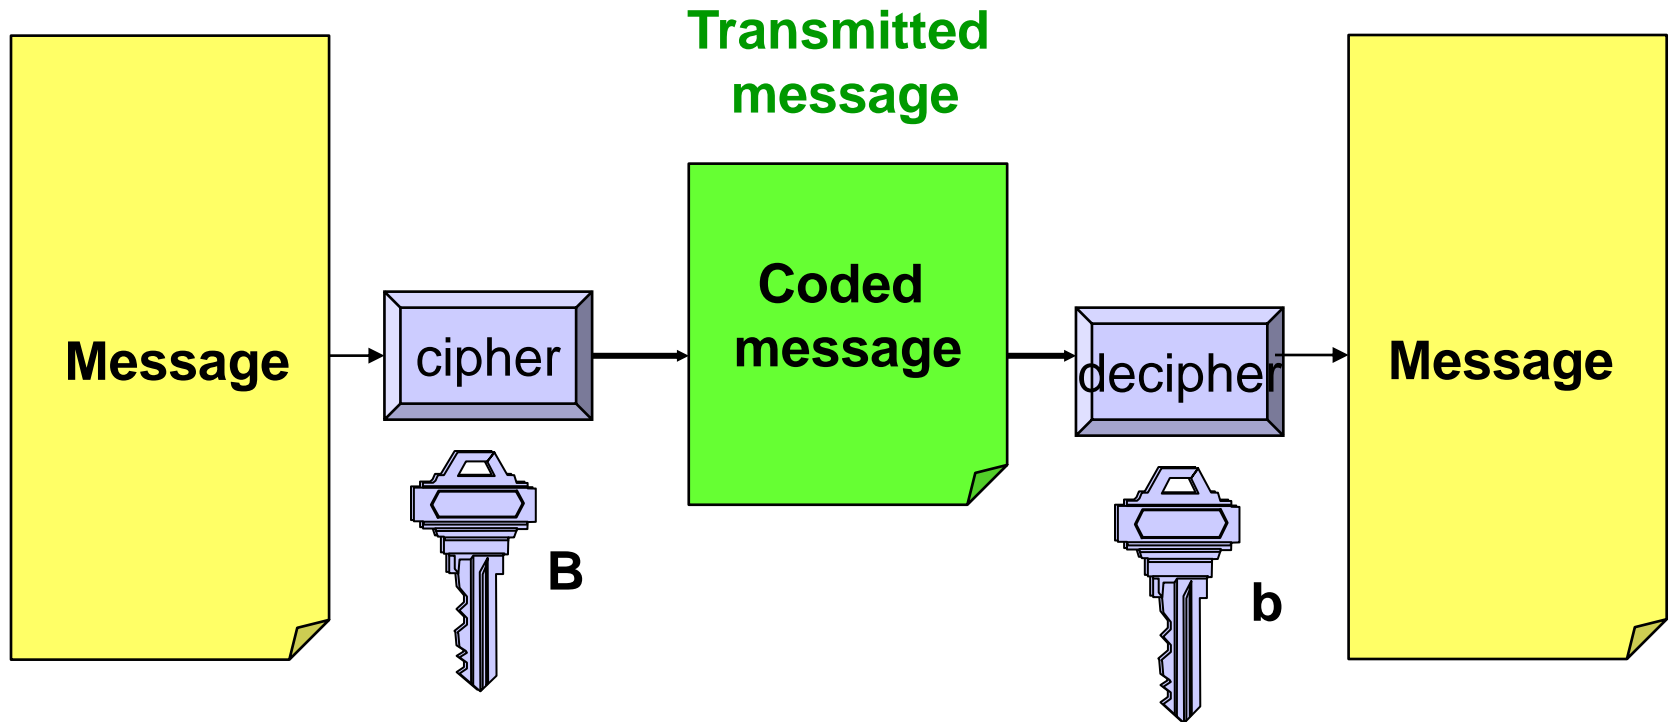 Transmitted
message
Message
cipher
Coded
message
decipher
Message
B
b